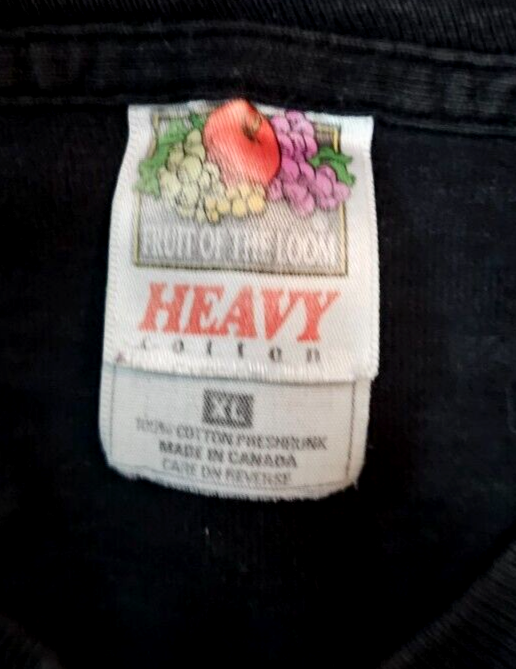 FRUIT OF THE LOOM
HEAVY
cotton
XL
100% COTTON PRESHRUNK
MADE IN CANADA
CARE ON REVERSE